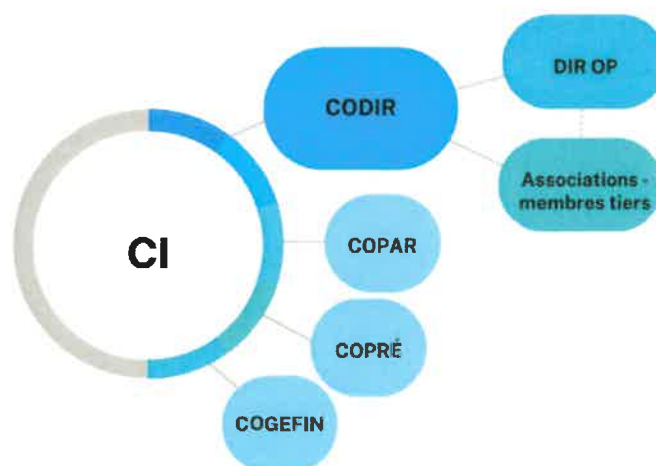 CODIR
DIR OP
Associations -
membres tiers
CI
COPAR
COPRÉ
COGEFIN